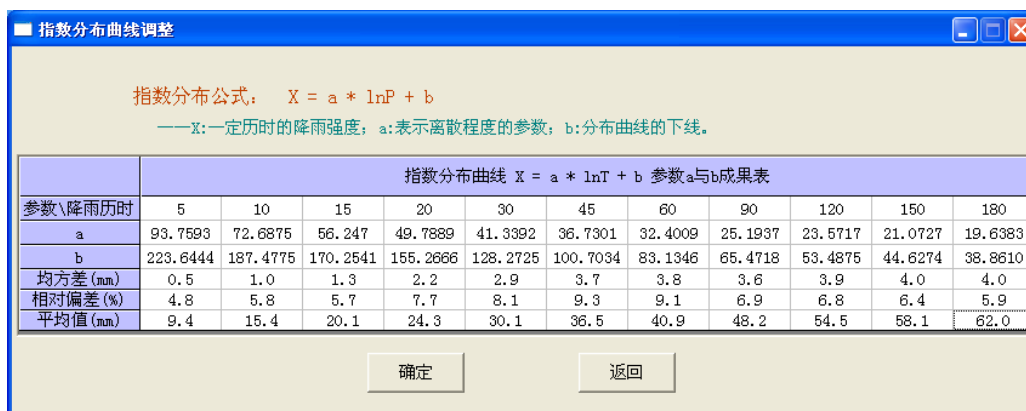 指数分布曲线调整
指数分布公式： X = a * lnP + b
——X:一定历时的降雨强度；a:表示离散程度的参数；b:分布曲线的下线。
指数分布曲线 X = a * lnT + b 参数a与b成果表
参数\降雨历时 5 10 15 20 30 45 60 90 120 150 180
a 93.7593 72.6875 56.247 49.7889 41.3392 36.7301 32.4009 25.1937 23.5717 21.0727 19.6383
b 223.6444 187.4775 170.2541 155.2666 128.2725 100.7034 83.1346 65.4718 53.4875 44.6274 38.8610
均方差(mm) 0.5 1.0 1.3 2.2 2.9 3.7 3.8 3.6 3.9 4.0 4.0
相对偏差(%) 4.8 5.8 5.7 7.7 8.1 9.3 9.1 6.9 6.8 6.4 5.9
平均值(mm) 9.4 15.4 20.1 24.3 30.1 36.5 40.9 48.2 54.5 58.1 62.0
确定 返回